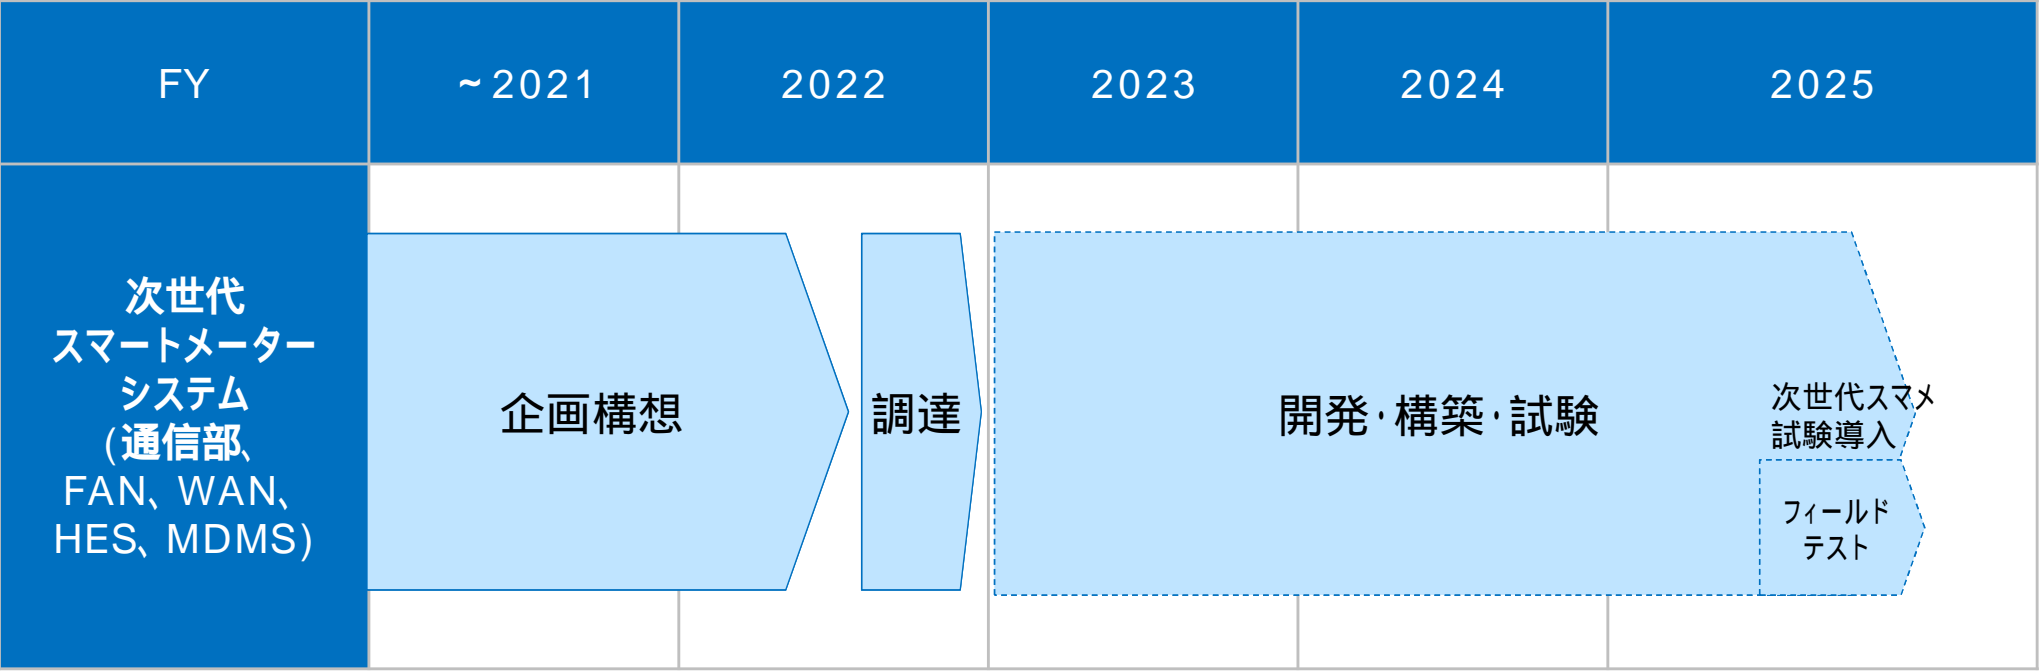 FY
~2021
2022
2023
2024
2025
次世代
スマートメーター
システム
(通信部、
FAN、WAN、
HES、MDMS)
企画構想
調達
開発・構築・試験
次世代スマメ
試験導入
フィールド
テスト